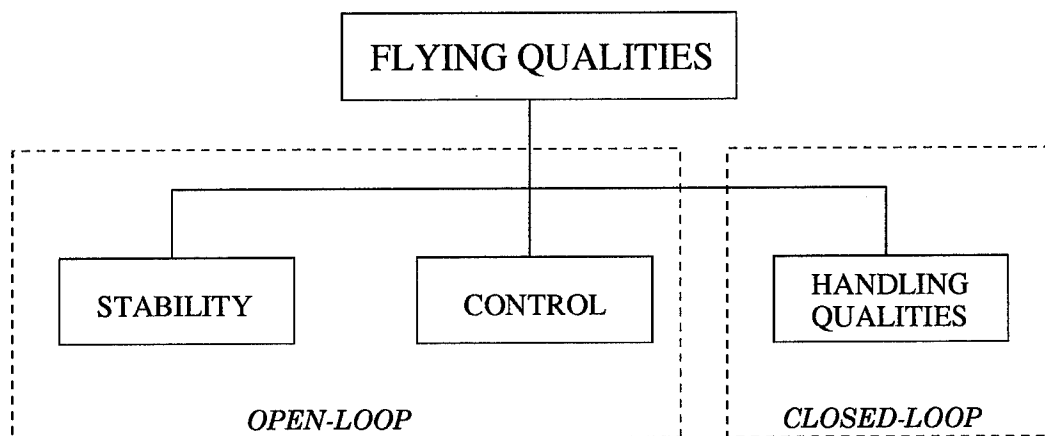 FLYING QUALITIES
STABILITY
CONTROL
HANDLING
QUALITIES
OPEN-LOOP
CLOSED-LOOP